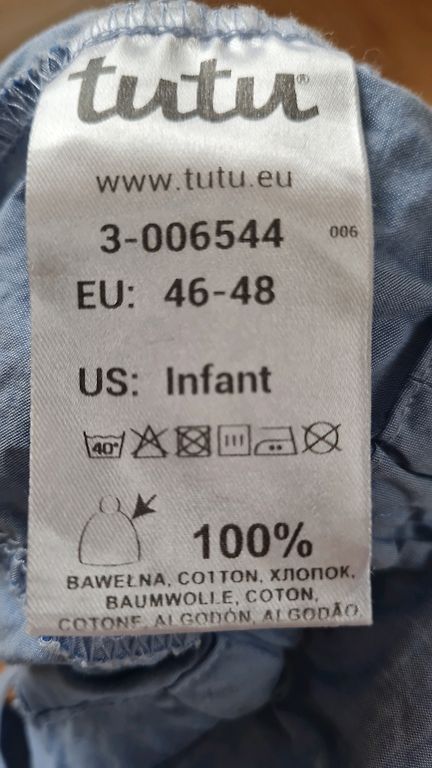 tutu®
www.tutu.eu
3-006544 006
EU: 46-48
US: Infant
40°
100%
BAWEŁNA, COTTON, ХЛОПОК,
BAUMWOLLE, COTON,
COTONE, ALGODÓN, ALGODÃO